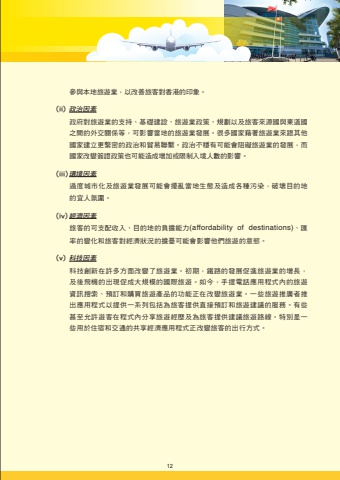 參與本地旅遊業，以改善旅客對香港的印象。
(ii) 政治因素
政府對旅遊業的支持、基礎建設、旅遊業政策、規劃以及旅客來源國與東道國
之間的外交關係等，可影響當地的旅遊業發展。很多國家藉著旅遊業來跟其他
國家建立更緊密的政治和貿易聯繫。政治不穩有可能會阻礙旅遊業的發展，而
國家改變簽證政策也可能造成增加或限制入境人數的影響。
(iii) 環境因素
過度城市化及旅遊業發展可能會擾亂當地生態及造成各種污染，破壞目的地
的宜人氛圍。
(iv) 經濟因素
旅客的可支配收入、目的地的負擔能力(affordability of destinations)、匯
率的變化和旅客對經濟狀況的擔憂可能會影響他們旅遊的意慾。
(v) 科技因素
科技創新在許多方面改變了旅遊業。初期，鐵路的發展促進旅遊業的增長，
及後飛機的出現促成大規模的國際旅遊。如今，手提電話應用程式內的旅遊
資訊搜索、預訂和購買旅遊產品的功能正在改變旅遊業。一些旅遊推廣者推
出應用程式以提供一系列包括為旅客提供直接預訂和旅遊建議的服務。有些
甚至允許遊客在程式內分享旅遊經歷及為旅客提供建議旅遊路線。特別是一
些用於住宿和交通的共享經濟應用程式正改變旅客的出行方式。
12